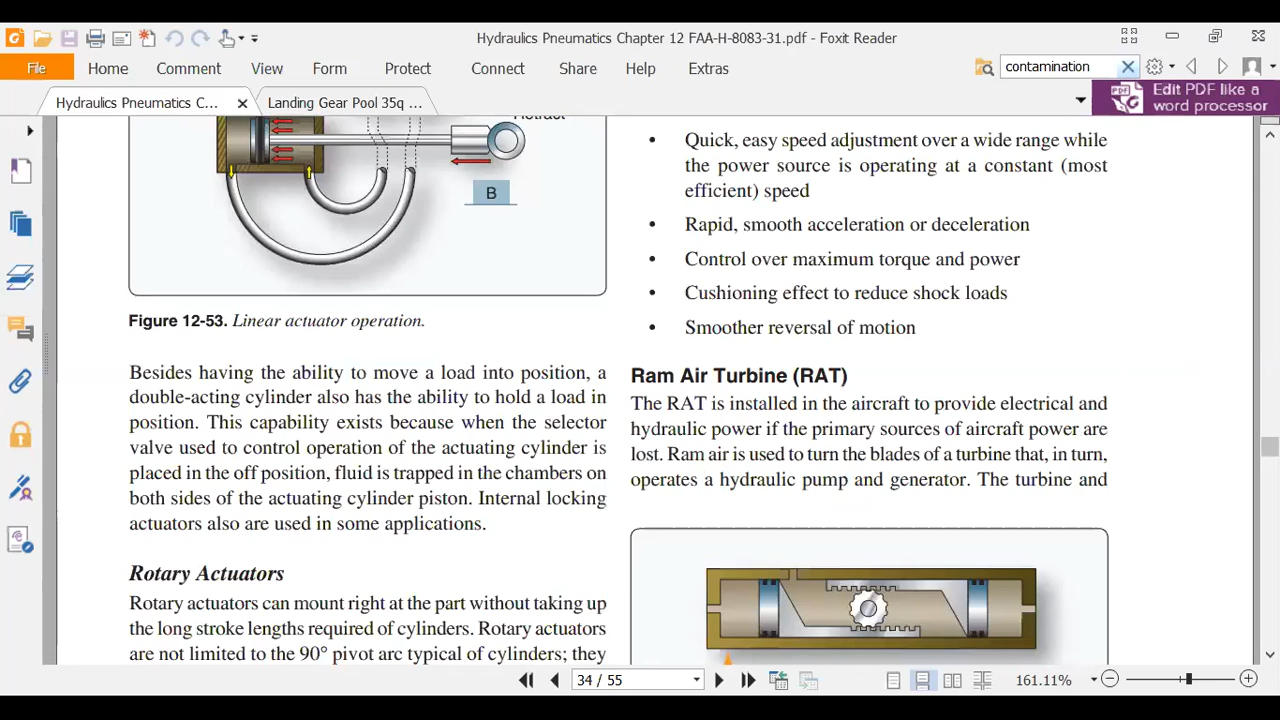 Hydraulics Pneumatics Chapter 12 FAA-H-8083-31.pdf - Foxit Reader
File Home Comment View Form Protect Connect Share Help Extras
contamination
Hydraulics Pneumatics C...
Landing Gear Pool 35q ...
Edit PDF like a
word processor
Retract
B
Figure 12-53. Linear actuator operation.
Besides having the ability to move a load into position, a
double-acting cylinder also has the ability to hold a load in
position. This capability exists because when the selector
valve used to control operation of the actuating cylinder is
placed in the off position, fluid is trapped in the chambers on
both sides of the actuating cylinder piston. Internal locking
actuators also are used in some applications.
Rotary Actuators
Rotary actuators can mount right at the part without taking up
the long stroke lengths required of cylinders. Rotary actuators
are not limited to the 90° pivot arc typical of cylinders; they
• Quick, easy speed adjustment over a wide range while
the power source is operating at a constant (most
efficient) speed
• Rapid, smooth acceleration or deceleration
• Control over maximum torque and power
• Cushioning effect to reduce shock loads
• Smoother reversal of motion
Ram Air Turbine (RAT)
The RAT is installed in the aircraft to provide electrical and
hydraulic power if the primary sources of aircraft power are
lost. Ram air is used to turn the blades of a turbine that, in turn,
operates a hydraulic pump and generator. The turbine and
34 / 55
161.11%